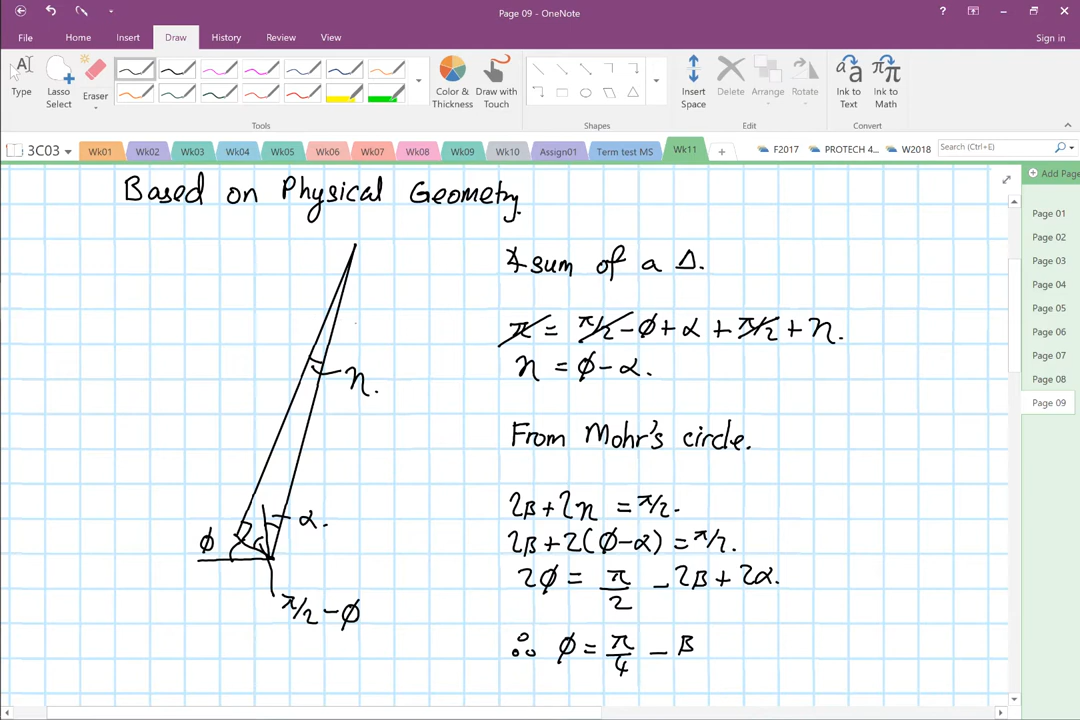 Page 09 - OneNote
File Home Insert Draw History Review View Sign in
Type Lasso Select Eraser
Color & Thickness Draw with Touch
Insert Space Delete Arrange Rotate Ink to Text Ink to Math
Tools Shapes Edit Convert
3C03 Wk01 Wk02 Wk03 Wk04 Wk05 Wk06 Wk07 Wk08 Wk09 Wk10 Assign01 Term test MS Wk11 + F2017 PROTECH 4... W2018 Search (Ctrl+E)
Add Page
Page 01
Page 02
Page 03
Page 04
Page 05
Page 06
Page 07
Page 08
Page 09
Based on Physical Geometry.
∡ sum of a Δ.
π = π/2 - ϕ + α + π/2 + η.
η = ϕ - α.
From Mohr's circle.
2β + 2η = π/2.
2β + 2(ϕ - α) = π/2.
2ϕ = π/2 - 2β + 2α.
∴ ϕ = π/4 - β
η.
α.
ϕ
π/2 - ϕ